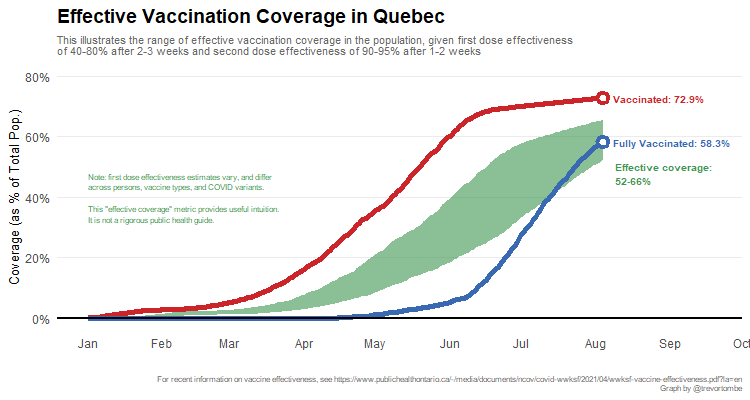 Effective Vaccination Coverage in Quebec
This illustrates the range of effective vaccination coverage in the population, given first dose effectiveness
of 40-80% after 2-3 weeks and second dose effectiveness of 90-95% after 1-2 weeks
Coverage (as % of Total Pop.)
80%
60%
40%
20%
0%
Note: first dose effectiveness estimates vary, and differ
across persons, vaccine types, and COVID variants.
This "effective coverage" metric provides useful intuition.
It is not a rigorous public health guide.
Vaccinated: 72.9%
Fully Vaccinated: 58.3%
Effective coverage:
52-66%
Jan Feb Mar Apr May Jun Jul Aug Sep Oct
For recent information on vaccine effectiveness, see https://www.publichealthontario.ca/-/media/documents/ncov/covid-wwksf/2021/04/wwksf-vaccine-effectiveness.pdf?la=en
Graph by @trevortombe